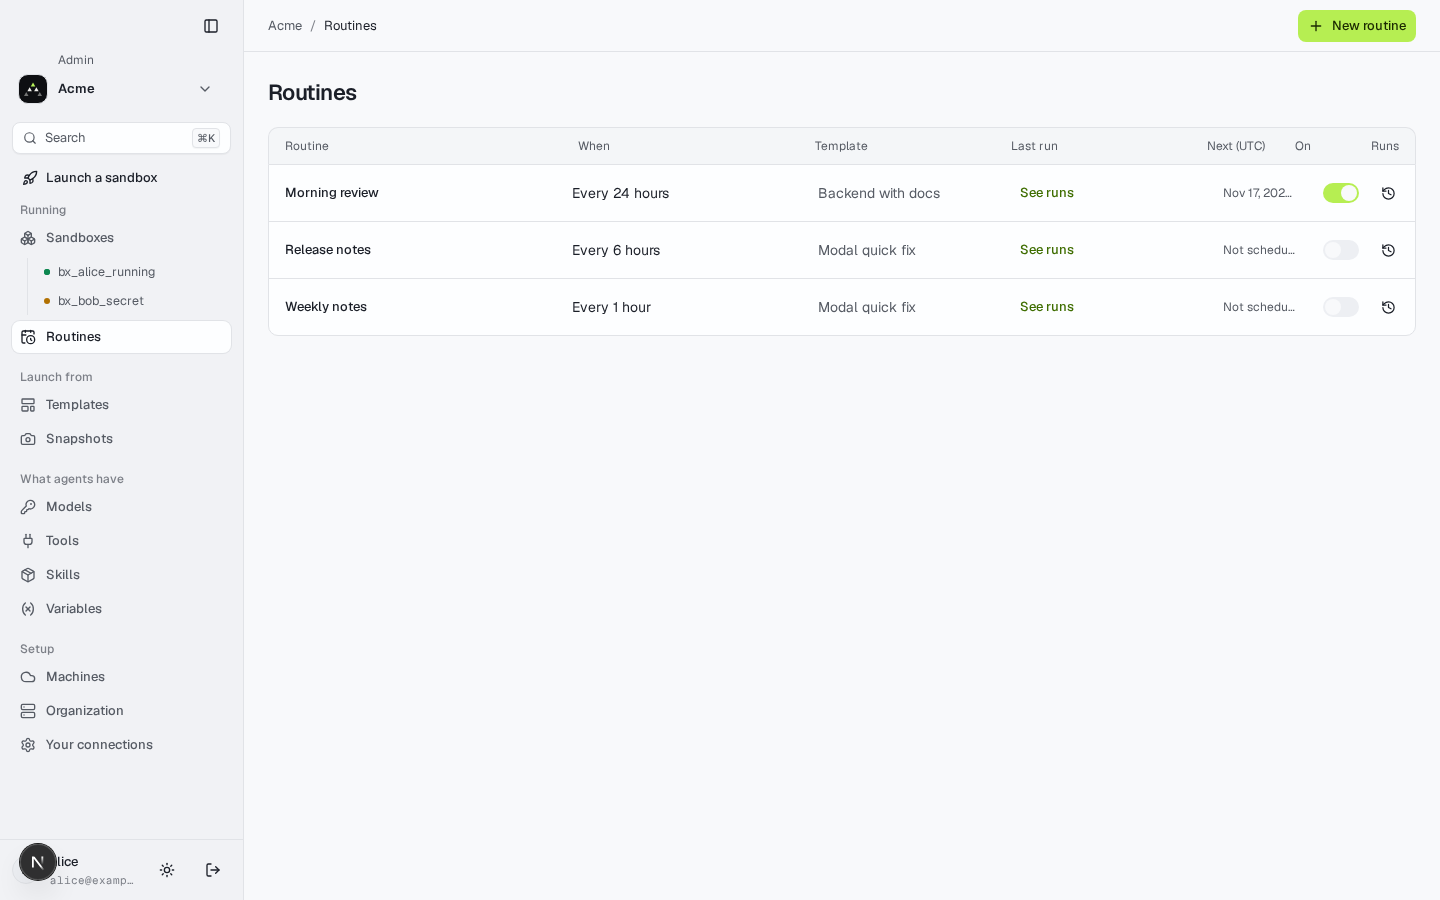 Admin
Acme
Search
⌘K
Launch a sandbox
Running
Sandboxes
bx_alice_running
bx_bob_secret
Routines
Launch from
Templates
Snapshots
What agents have
Models
Tools
Skills
Variables
Setup
Machines
Organization
Your connections
N
lice
alice@examp…
Acme / Routines
New routine
Routines
Routine When Template Last run Next (UTC) On Runs
Morning review Every 24 hours Backend with docs See runs Nov 17, 202…
Release notes Every 6 hours Modal quick fix See runs Not schedu…
Weekly notes Every 1 hour Modal quick fix See runs Not schedu…